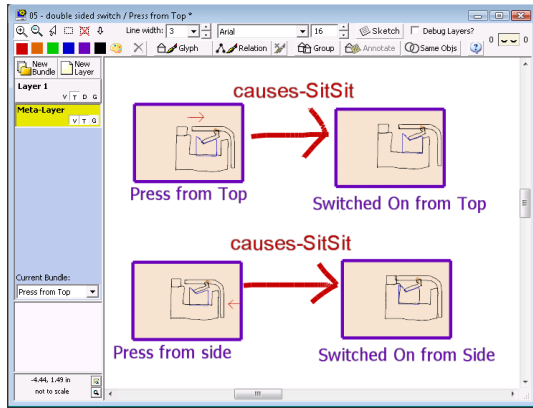 05 - double sided switch / Press from Top *
Line width: 3 Arial 16 Sketch Debug Layers?
Glyph Relation Group Annotate Same Objs 0 0
New Bundle New Layer
Layer 1
V T D G
Meta-Layer
V T G
causes-SitSit
Press from Top
Switched On from Top
causes-SitSit
Press from side
Switched On from Side
Current Bundle:
Press from Top
-4.44, 1.49 in
not to scale